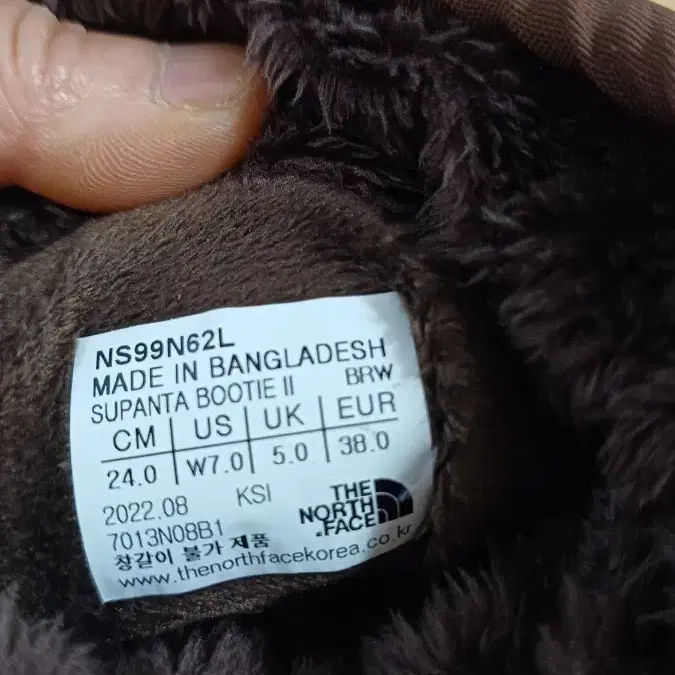 NS99N62L
MADE IN BANGLADESH
SUPANTA BOOTIE II BRW
CM US UK EUR
24.0 W7.0 5.0 38.0
2022.08 KSI
7013N08B1
THE
NORTH
FACE
창갈이 불가 제품
www.thenorthfacekorea.co.kr